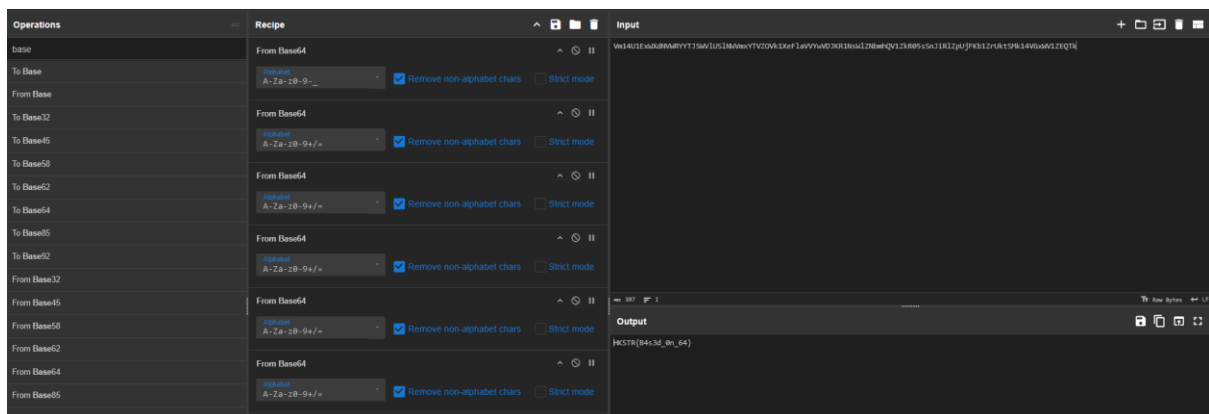 Operations
base
To Base
From Base
To Base32
To Base45
To Base58
To Base62
To Base64
To Base85
To Base92
From Base32
From Base45
From Base58
From Base62
From Base64
From Base85
Recipe
From Base64
Alphabet
A-Za-z0-9-_
Remove non-alphabet chars
Strict mode
From Base64
Alphabet
A-Za-z0-9+/=
Remove non-alphabet chars
Strict mode
From Base64
Alphabet
A-Za-z0-9+/=
Remove non-alphabet chars
Strict mode
From Base64
Alphabet
A-Za-z0-9+/=
Remove non-alphabet chars
Strict mode
From Base64
Alphabet
A-Za-z0-9+/=
Remove non-alphabet chars
Strict mode
From Base64
Alphabet
A-Za-z0-9+/=
Remove non-alphabet chars
Strict mode
Input
107
1
Raw Bytes
LF
Output
HKSTR{B4s3d_0n_64}